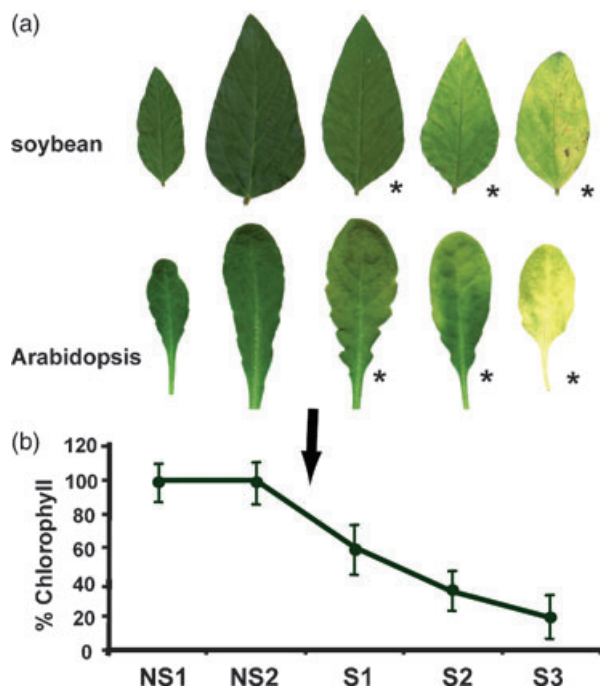 (a)
soybean
*
*
*
Arabidopsis
*
*
*
(b)
% Chlorophyll
120
100
80
60
40
20
0
NS1 NS2 S1 S2 S3